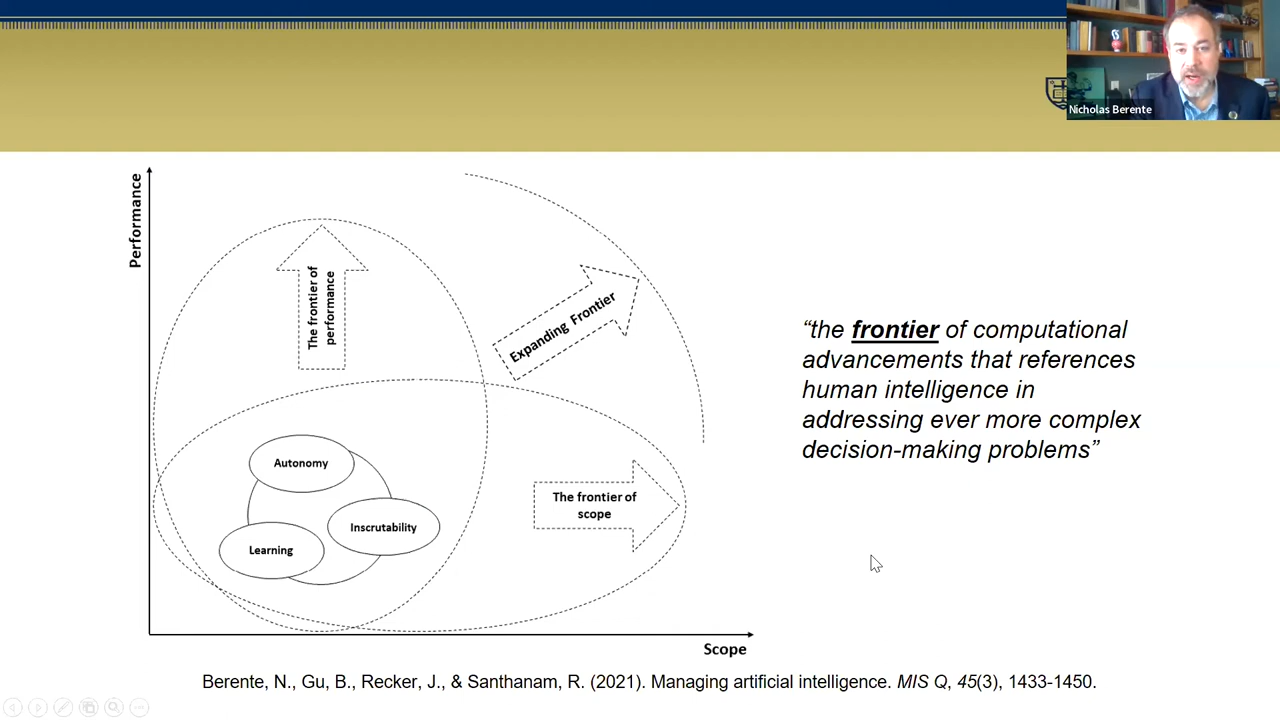 Nicholas Berente
Performance
The frontier of
performance
Expanding Frontier
Autonomy
Inscrutability
Learning
The frontier of
scope
Scope
“the frontier of computational
advancements that references
human intelligence in
addressing ever more complex
decision-making problems”
Berente, N., Gu, B., Recker, J., & Santhanam, R. (2021). Managing artificial intelligence. MIS Q, 45(3), 1433-1450.